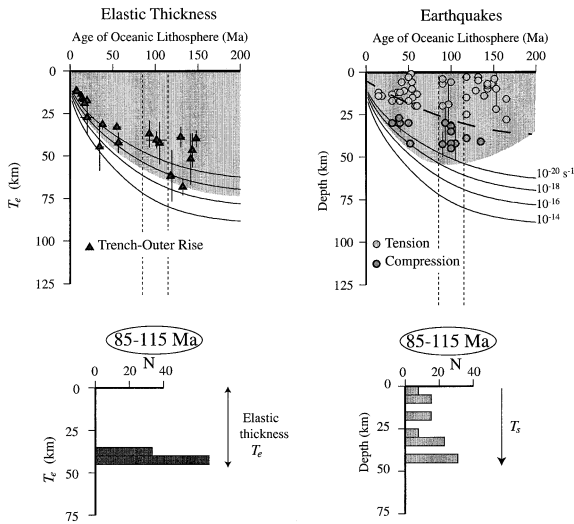 Elastic Thickness
Age of Oceanic Lithosphere (Ma)
0 50 100 150 200
0
25
50
75
100
125
Te (km)
Trench-Outer Rise
Earthquakes
Age of Oceanic Lithosphere (Ma)
0 50 100 150 200
0
25
50
75
100
125
Depth (km)
10-20 s-1
10-18
10-16
10-14
Tension
Compression
85-115 Ma
N
0 20 40
0
25
50
75
Te (km)
Elastic
thickness
Te
85-115 Ma
N
0 20 40
0
25
50
75
Depth (km)
Ts